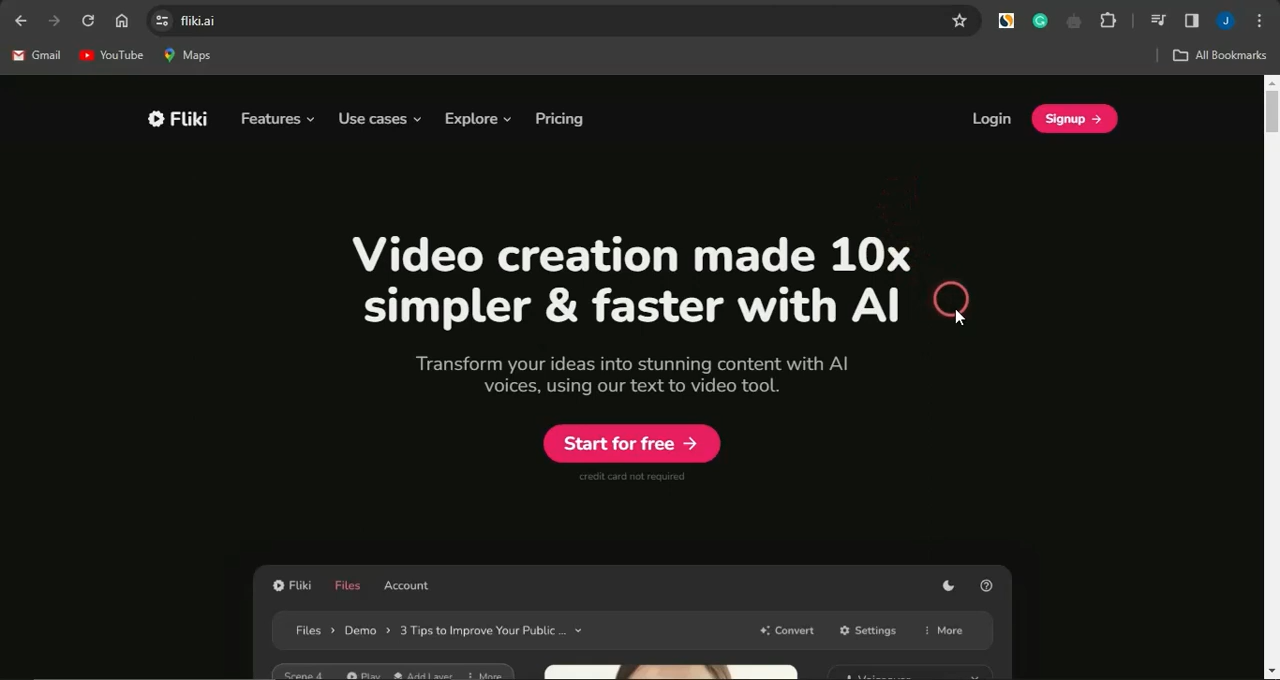 fliki.ai
J
Gmail YouTube Maps All Bookmarks
Fliki Features Use cases Explore Pricing Login Signup →
Video creation made 10x
simpler & faster with AI
Transform your ideas into stunning content with AI
voices, using our text to video tool.
Start for free →
credit card not required
Fliki Files Account
Files › Demo › 3 Tips to Improve Your Public ... Convert Settings More
Scene 4 Play Add Layer More Voiceover